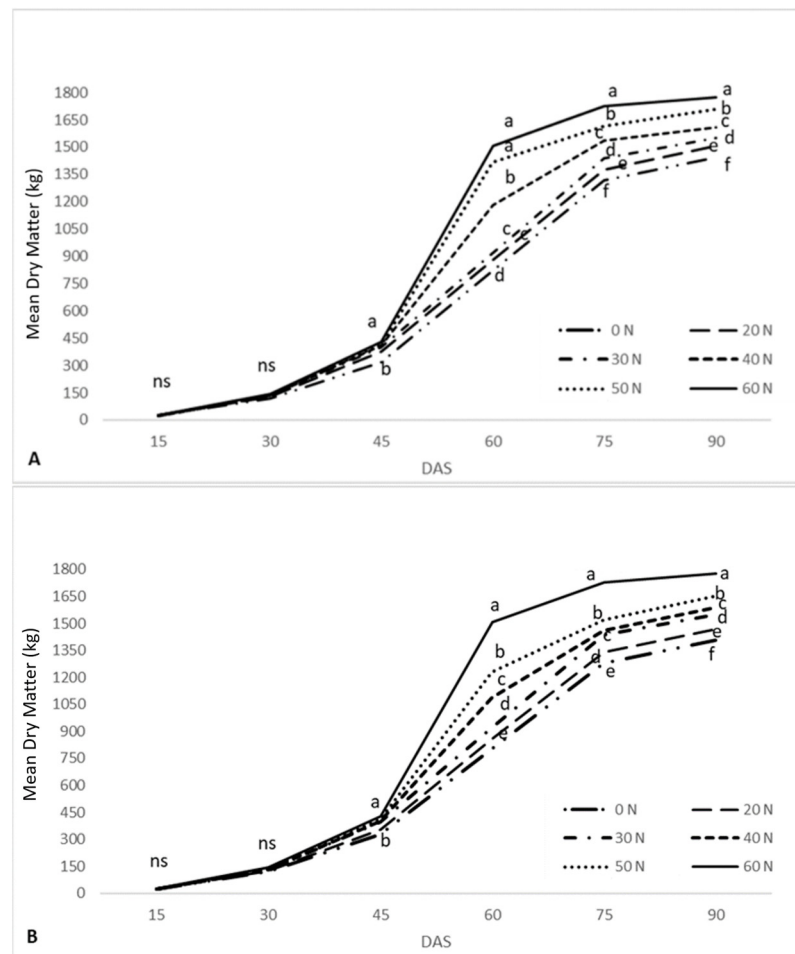 1800
1650
1500
1350
1200
1050
900
750
600
450
300
150
0
Mean Dry Matter (kg)
ns
ns
a
b
a
a
b
c
c
d
a
b
c
d
e
f
a
b
c
d
e
f
0 N 20 N
30 N 40 N
50 N 60 N
15 30 45 60 75 90
DAS
A
1800
1650
1500
1350
1200
1050
900
750
600
450
300
150
0
Mean Dry Matter (kg)
ns
ns
a
b
a
b
c
d
e
a
b
c
d
e
a
b
c
d
e
f
0 N 20 N
30 N 40 N
50 N 60 N
15 30 45 60 75 90
DAS
B